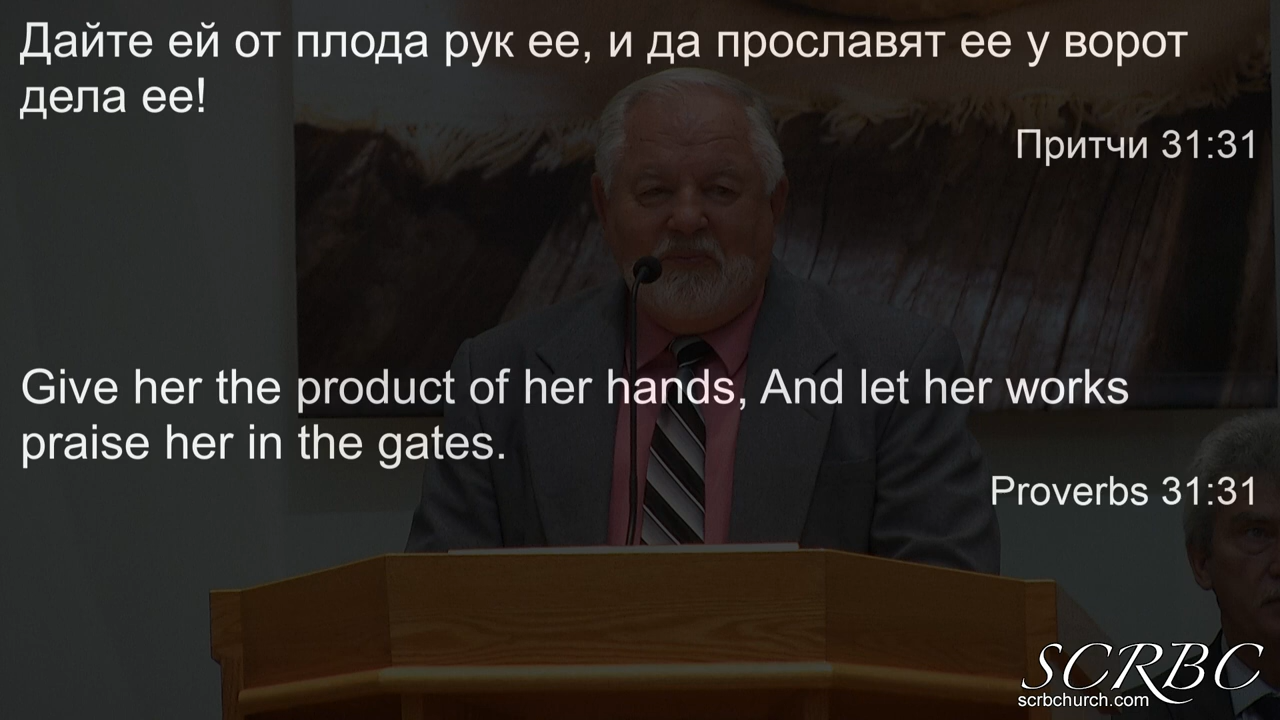 Дайте ей от плода рук ее, и да прославят ее у ворот
дела ее!
Притчи 31:31
Give her the product of her hands, And let her works
praise her in the gates.
Proverbs 31:31
SCRBC
scrbchurch.com